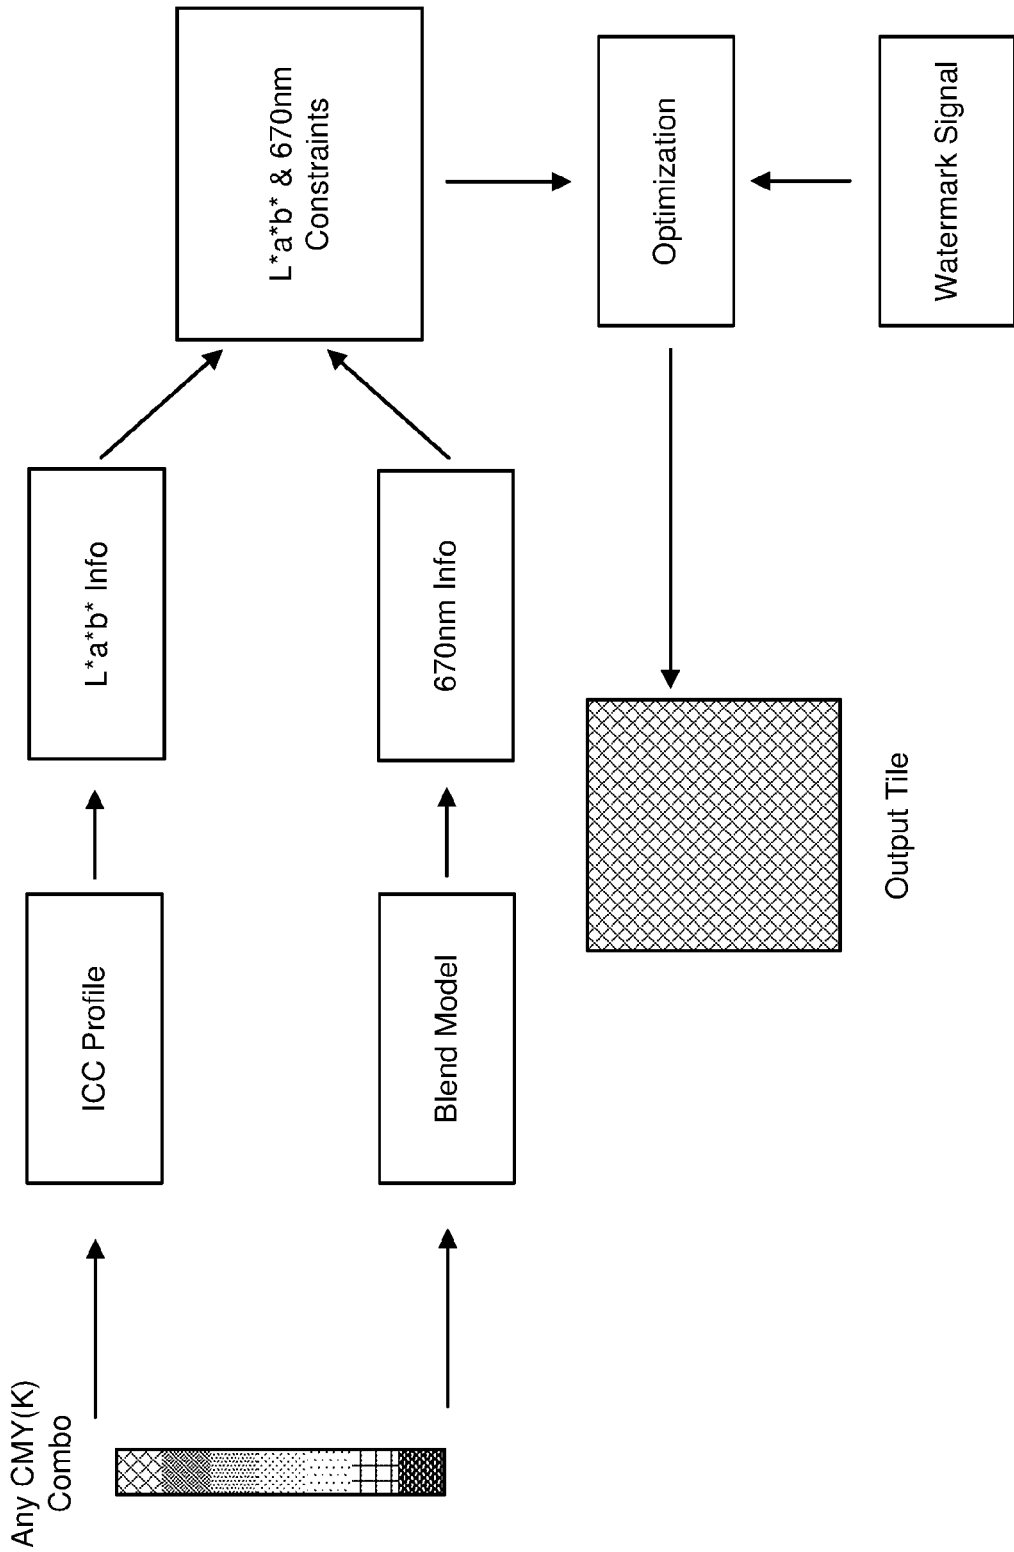 Any CMY(K)
Combo
ICC Profile
L*a*b* Info
Blend Model
670nm Info
L*a*b* & 670nm
Constraints
Optimization
Watermark Signal
Output Tile